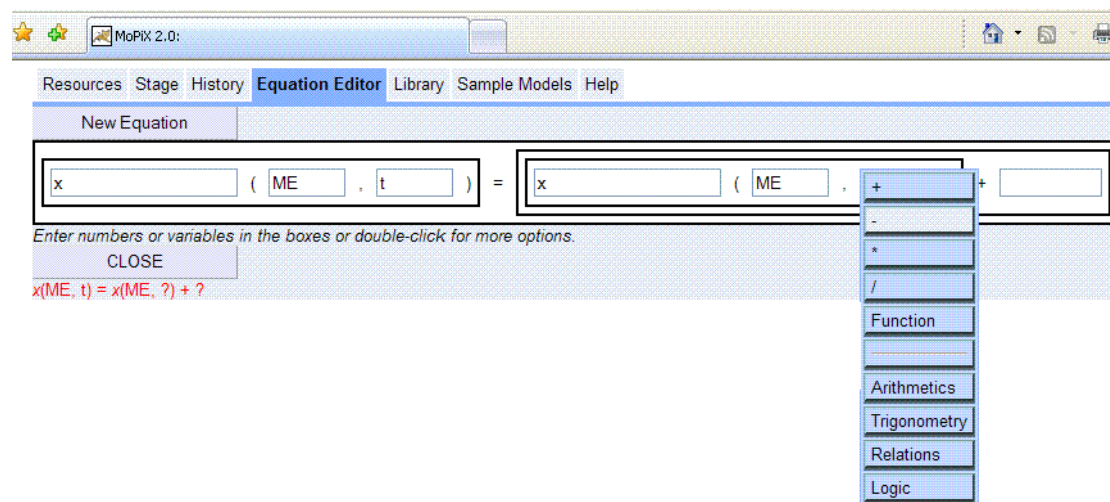 MoPiX 2.0:
Resources Stage History Equation Editor Library Sample Models Help
New Equation
x ( ME , t ) = x ( ME , + 
+
-
*
/
Function
Arithmetics
Trigonometry
Relations
Logic
Enter numbers or variables in the boxes or double-click for more options.
CLOSE
x(ME, t) = x(ME, ?) + ?